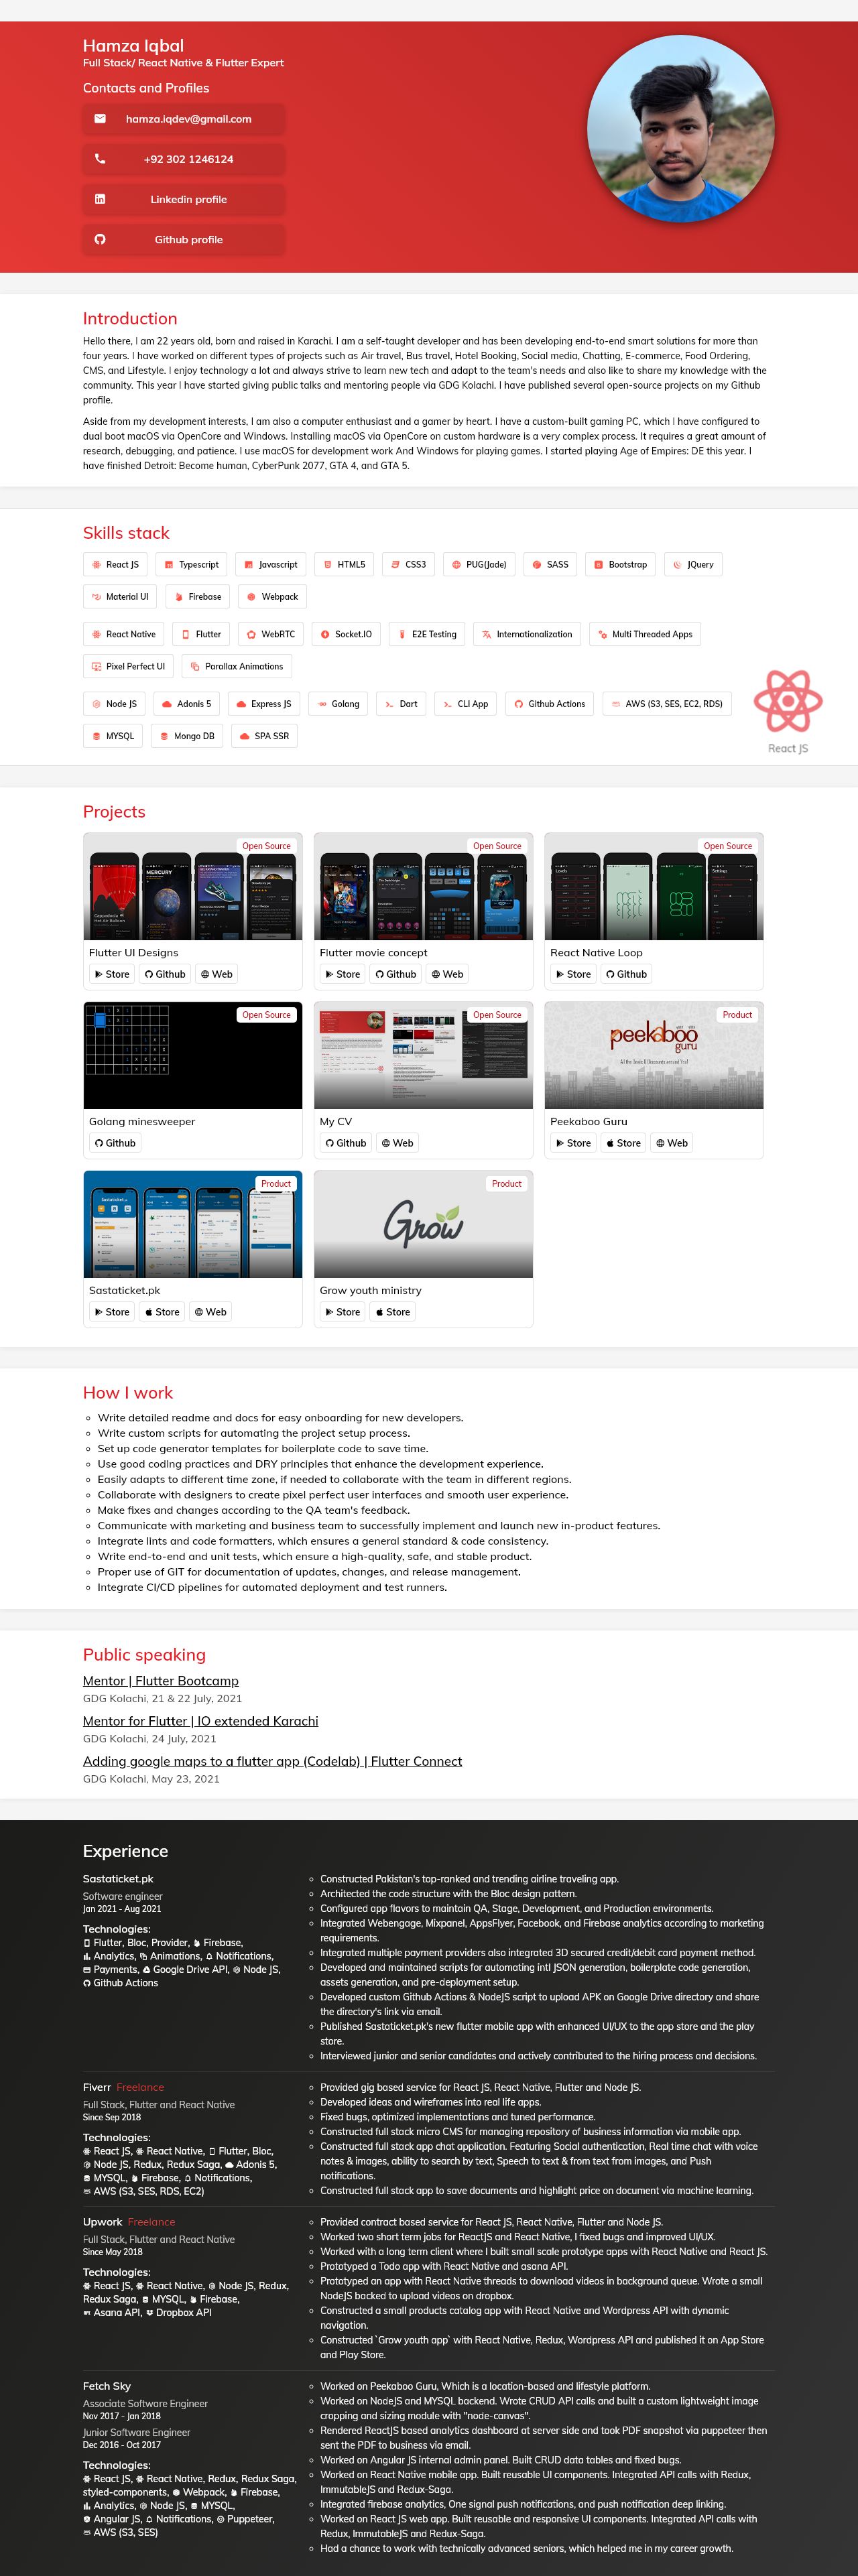 Hamza Iqbal
Full Stack/ React Native & Flutter Expert
Contacts and Profiles
hamza.iqdev@gmail.com
+92 302 1246124
Linkedin profile
Github profile
Introduction
Hello there, I am 22 years old, born and raised in Karachi. I am a self-taught developer and has been developing end-to-end smart solutions for more than
four years. I have worked on different types of projects such as Air travel, Bus travel, Hotel Booking, Social media, Chatting, E-commerce, Food Ordering,
CMS, and Lifestyle. I enjoy technology a lot and always strive to learn new tech and adapt to the team's needs and also like to share my knowledge with the
community. This year I have started giving public talks and mentoring people via GDG Kolachi. I have published several open-source projects on my Github
profile.
Aside from my development interests, I am also a computer enthusiast and a gamer by heart. I have a custom-built gaming PC, which I have configured to
dual boot macOS via OpenCore and Windows. Installing macOS via OpenCore on custom hardware is a very complex process. It requires a great amount of
research, debugging, and patience. I use macOS for development work And Windows for playing games. I started playing Age of Empires: DE this year. I
have finished Detroit: Become human, CyberPunk 2077, GTA 4, and GTA 5.
Skills stack
React JS Typescript Javascript HTML5 CSS3 PUG(Jade) SASS Bootstrap JQuery
Material UI Firebase Webpack
React Native Flutter WebRTC Socket.IO E2E Testing Internationalization Multi Threaded Apps
Pixel Perfect UI Parallax Animations
Node JS Adonis 5 Express JS Golang Dart CLI App Github Actions AWS (S3, SES, EC2, RDS)
MYSQL Mongo DB SPA SSR
React JS
Projects
Open Source Open Source Open Source
MERCURY
Levels
Settings
Cappadocia
Hot Air Balloon
Flutter UI Designs Flutter movie concept React Native Loop
Store Github Web Store Github Web Store Github
Open Source Open Source Product
peekaboo
guru
Golang minesweeper My CV Peekaboo Guru
Github Github Web Store Store Web
Product Product
Sastaticket.pk
Grow
Sastaticket.pk Grow youth ministry
Store Store Web Store Store
How I work
Write detailed readme and docs for easy onboarding for new developers.
Write custom scripts for automating the project setup process.
Set up code generator templates for boilerplate code to save time.
Use good coding practices and DRY principles that enhance the development experience.
Easily adapts to different time zone, if needed to collaborate with the team in different regions.
Collaborate with designers to create pixel perfect user interfaces and smooth user experience.
Make fixes and changes according to the QA team's feedback.
Communicate with marketing and business team to successfully implement and launch new in-product features.
Integrate lints and code formatters, which ensures a general standard & code consistency.
Write end-to-end and unit tests, which ensure a high-quality, safe, and stable product.
Proper use of GIT for documentation of updates, changes, and release management.
Integrate CI/CD pipelines for automated deployment and test runners.
Public speaking
Mentor | Flutter Bootcamp
GDG Kolachi, 21 & 22 July, 2021
Mentor for Flutter | IO extended Karachi
GDG Kolachi, 24 July, 2021
Adding google maps to a flutter app (Codelab) | Flutter Connect
GDG Kolachi, May 23, 2021
Experience
Sastaticket.pk
Software engineer
Jan 2021 - Aug 2021
Technologies:
Flutter, Bloc, Provider, Firebase,
Analytics, Animations, Notifications,
Payments, Google Drive API, Node JS,
Github Actions
Constructed Pakistan's top-ranked and trending airline traveling app.
Architected the code structure with the Bloc design pattern.
Configured app flavors to maintain QA, Stage, Development, and Production environments.
Integrated Webengage, Mixpanel, AppsFlyer, Facebook, and Firebase analytics according to marketing
requirements.
Integrated multiple payment providers also integrated 3D secured credit/debit card payment method.
Developed and maintained scripts for automating intl JSON generation, boilerplate code generation,
assets generation, and pre-deployment setup.
Developed custom Github Actions & NodeJS script to upload APK on Google Drive directory and share
the directory's link via email.
Published Sastaticket.pk's new flutter mobile app with enhanced UI/UX to the app store and the play
store.
Interviewed junior and senior candidates and actively contributed to the hiring process and decisions.
Fiverr Freelance
Full Stack, Flutter and React Native
Since Sep 2018
Technologies:
React JS, React Native, Flutter, Bloc,
Node JS, Redux, Redux Saga, Adonis 5,
MYSQL, Firebase, Notifications,
AWS (S3, SES, RDS, EC2)
Provided gig based service for React JS, React Native, Flutter and Node JS.
Developed ideas and wireframes into real life apps.
Fixed bugs, optimized implementations and tuned performance.
Constructed full stack micro CMS for managing repository of business information via mobile app.
Constructed full stack app chat application. Featuring Social authentication, Real time chat with voice
notes & images, ability to search by text, Speech to text & from text from images, and Push
notifications.
Constructed full stack app to save documents and highlight price on document via machine learning.
Upwork Freelance
Full Stack, Flutter and React Native
Since May 2018
Technologies:
React JS, React Native, Node JS, Redux,
Redux Saga, MYSQL, Firebase,
Asana API, Dropbox API
Provided contract based service for React JS, React Native, Flutter and Node JS.
Worked two short term jobs for ReactJS and React Native, I fixed bugs and improved UI/UX.
Worked with a long term client where I built small scale prototype apps with React Native and React JS.
Prototyped a Todo app with React Native and asana API.
Prototyped an app with React Native threads to download videos in background queue. Wrote a small
NodeJS backed to upload videos on dropbox.
Constructed a small products catalog app with React Native and Wordpress API with dynamic
navigation.
Constructed `Grow youth app` with React Native, Redux, Wordpress API and published it on App Store
and Play Store.
Fetch Sky
Associate Software Engineer
Nov 2017 - Jan 2018
Junior Software Engineer
Dec 2016 - Oct 2017
Technologies:
React JS, React Native, Redux, Redux Saga,
styled-components, Webpack, Firebase,
Analytics, Node JS, MYSQL,
Angular JS, Notifications, Puppeteer,
AWS (S3, SES)
Worked on Peekaboo Guru, Which is a location-based and lifestyle platform.
Worked on NodeJS and MYSQL backend. Wrote CRUD API calls and built a custom lightweight image
cropping and sizing module with "node-canvas".
Rendered ReactJS based analytics dashboard at server side and took PDF snapshot via puppeteer then
sent the PDF to business via email.
Worked on Angular JS internal admin panel. Built CRUD data tables and fixed bugs.
Worked on React Native mobile app. Built reusable UI components. Integrated API calls with Redux,
ImmutableJS and Redux-Saga.
Integrated firebase analytics, One signal push notifications, and push notification deep linking.
Worked on React JS web app. Built reusable and responsive UI components. Integrated API calls with
Redux, ImmutableJS and Redux-Saga.
Had a chance to work with technically advanced seniors, which helped me in my career growth.